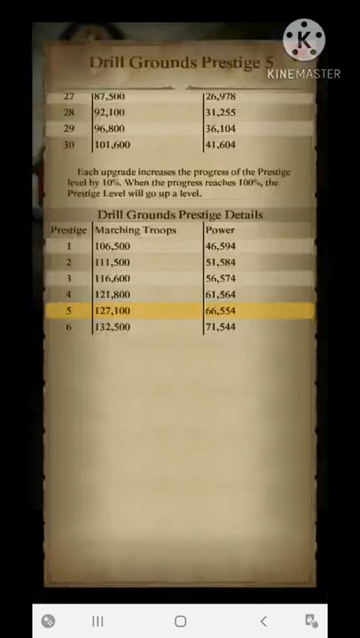 KINEMASTER
Drill Grounds Prestige 5
27 87,500 26,978
28 92,100 31,255
29 96,800 36,104
30 101,600 41,604
Each upgrade increases the progress of the Prestige
level by 10%. When the progress reaches 100%, the
Prestige Level will go up a level.
Drill Grounds Prestige Details
Prestige Marching Troops Power
1 106,500 46,594
2 111,500 51,584
3 116,600 56,574
4 121,800 61,564
5 127,100 66,554
6 132,500 71,544